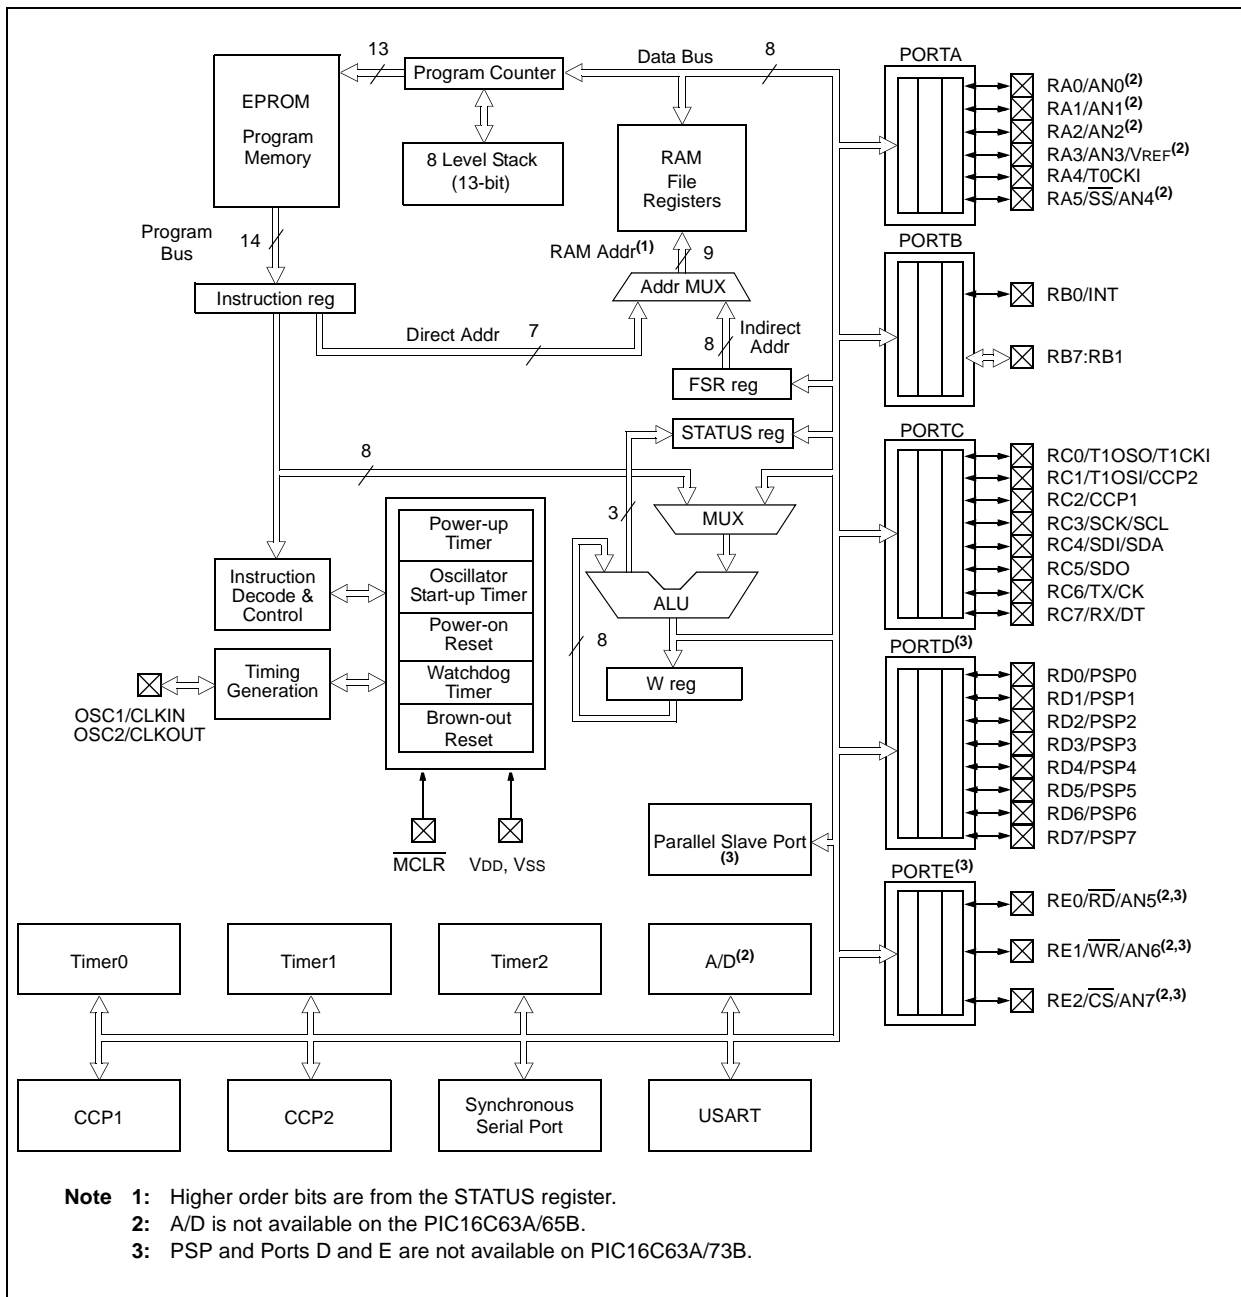 EPROM
Program
Memory
13
Program Counter
Data Bus
8
8 Level Stack
(13-bit)
RAM
File
Registers
Program
Bus
14
RAM Addr(1)
9
Addr MUX
Instruction reg
Direct Addr
7
8
Indirect
Addr
FSR reg
STATUS reg
8
3
MUX
ALU
8
W reg
Instruction
Decode &
Control
Timing
Generation
OSC1/CLKIN
OSC2/CLKOUT
Power-up
Timer
Oscillator
Start-up Timer
Power-on
Reset
Watchdog
Timer
Brown-out
Reset
MCLR
VDD, VSS
Parallel Slave Port
(3)
PORTA
RA0/AN0(2)
RA1/AN1(2)
RA2/AN2(2)
RA3/AN3/VREF(2)
RA4/T0CKI
RA5/SS/AN4(2)
PORTB
RB0/INT
RB7:RB1
PORTC
RC0/T1OSO/T1CKI
RC1/T1OSI/CCP2
RC2/CCP1
RC3/SCK/SCL
RC4/SDI/SDA
RC5/SDO
RC6/TX/CK
RC7/RX/DT
PORTD(3)
RD0/PSP0
RD1/PSP1
RD2/PSP2
RD3/PSP3
RD4/PSP4
RD5/PSP5
RD6/PSP6
RD7/PSP7
PORTE(3)
RE0/RD/AN5(2,3)
RE1/WR/AN6(2,3)
RE2/CS/AN7(2,3)
Timer0
Timer1
Timer2
A/D(2)
CCP1
CCP2
Synchronous
Serial Port
USART
Note 1: Higher order bits are from the STATUS register.
2: A/D is not available on the PIC16C63A/65B.
3: PSP and Ports D and E are not available on PIC16C63A/73B.